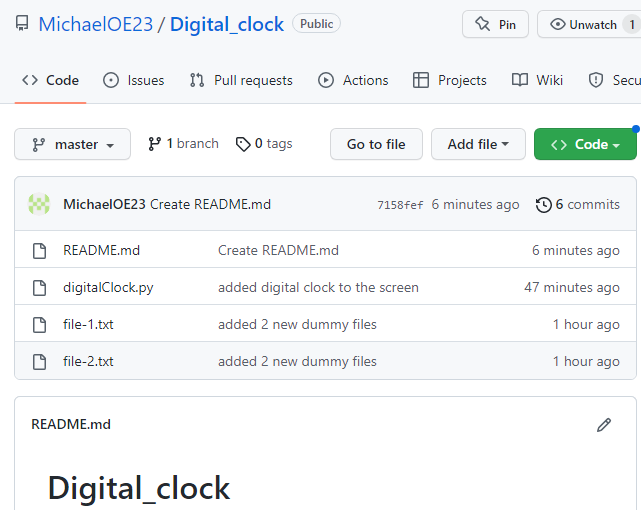 MichaelOE23 / Digital_clock Public Pin Unwatch 1
Code Issues Pull requests Actions Projects Wiki Secu
master 1 branch 0 tags Go to file Add file Code
MichaelOE23 Create README.md 7158fef 6 minutes ago 6 commits
README.md Create README.md 6 minutes ago
digitalClock.py added digital clock to the screen 47 minutes ago
file-1.txt added 2 new dummy files 1 hour ago
file-2.txt added 2 new dummy files 1 hour ago
README.md
Digital_clock